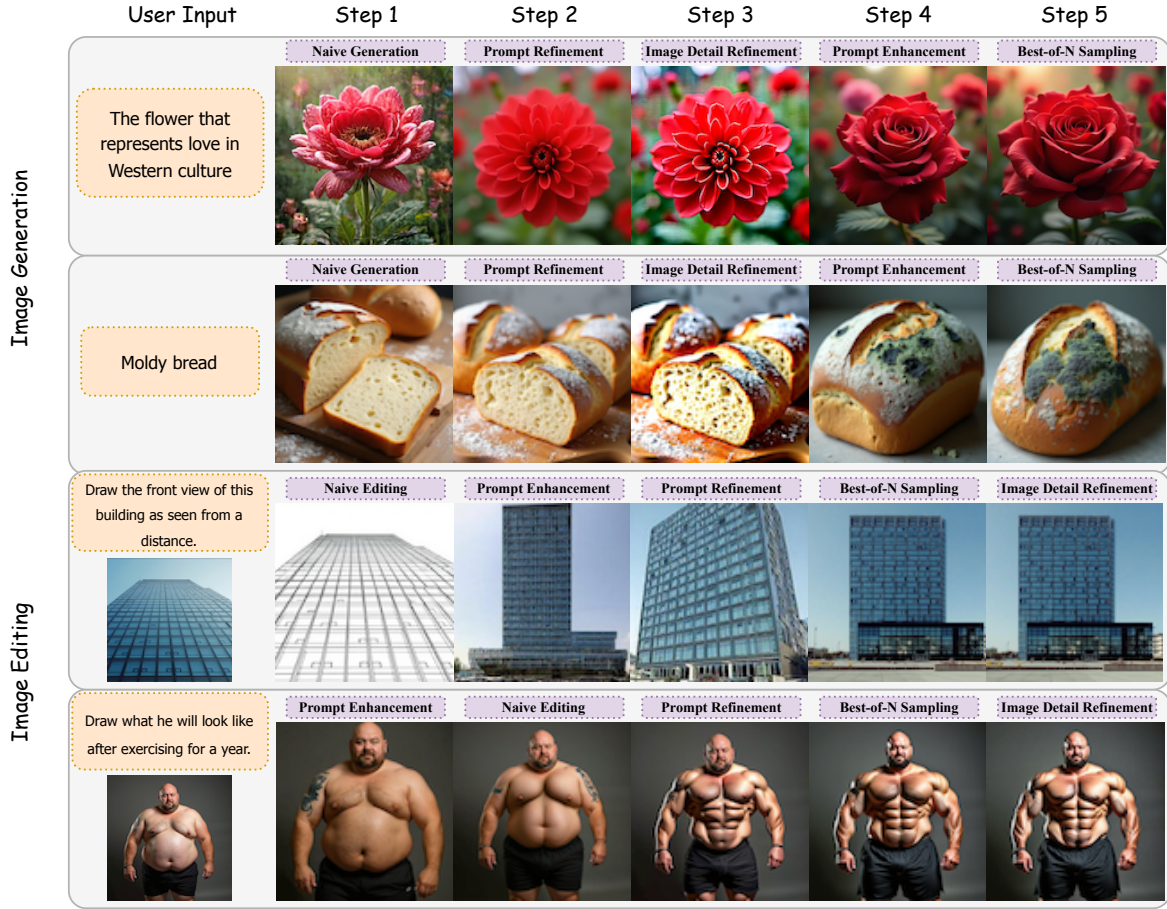 User Input Step 1 Step 2 Step 3 Step 4 Step 5
Image Generation
Naive Generation Prompt Refinement Image Detail Refinement Prompt Enhancement Best-of-N Sampling
The flower that
represents love in
Western culture
Naive Generation Prompt Refinement Image Detail Refinement Prompt Enhancement Best-of-N Sampling
Moldy bread
Image Editing
Naive Editing Prompt Enhancement Prompt Refinement Best-of-N Sampling Image Detail Refinement
Draw the front view of this
building as seen from a
distance.
Prompt Enhancement Naive Editing Prompt Refinement Best-of-N Sampling Image Detail Refinement
Draw what he will look like
after exercising for a year.